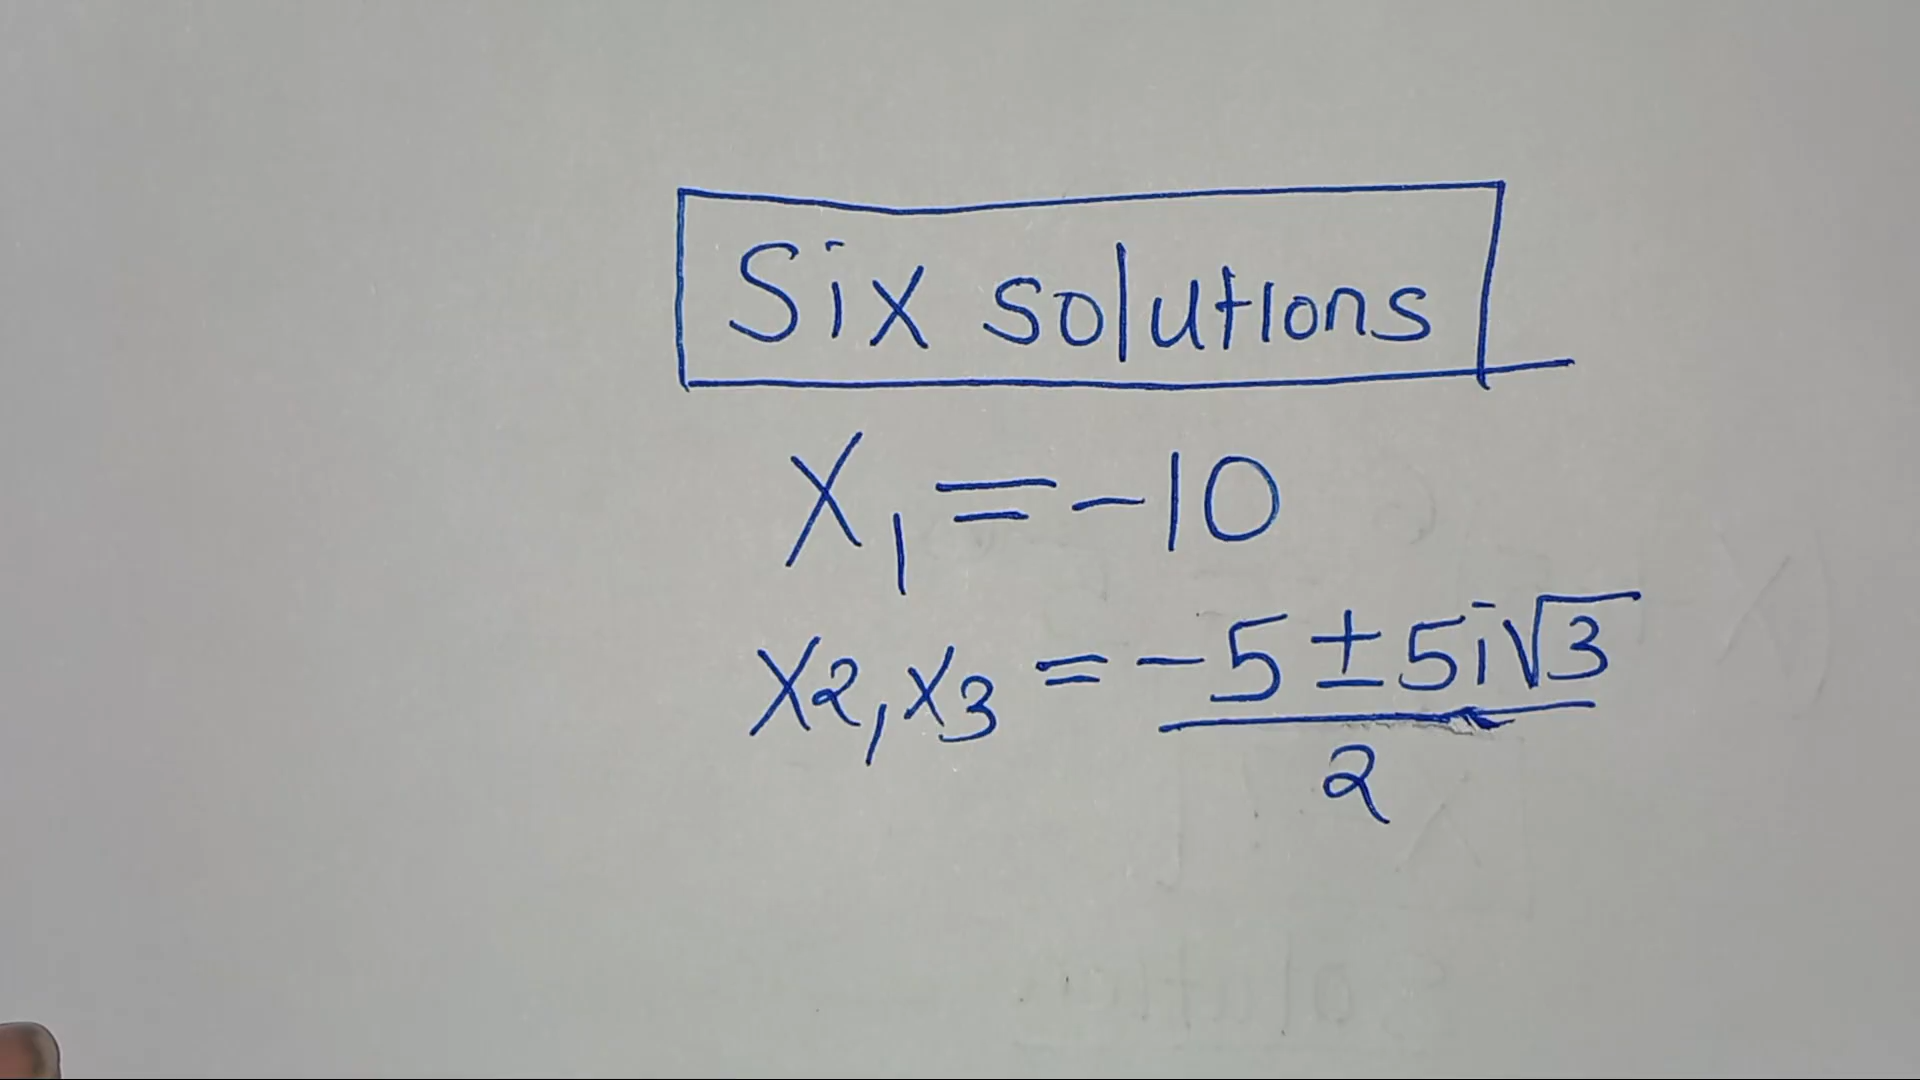 Six solutions
X₁ = -10
X₂, X₃ = (-5 ± 5i√3)/2